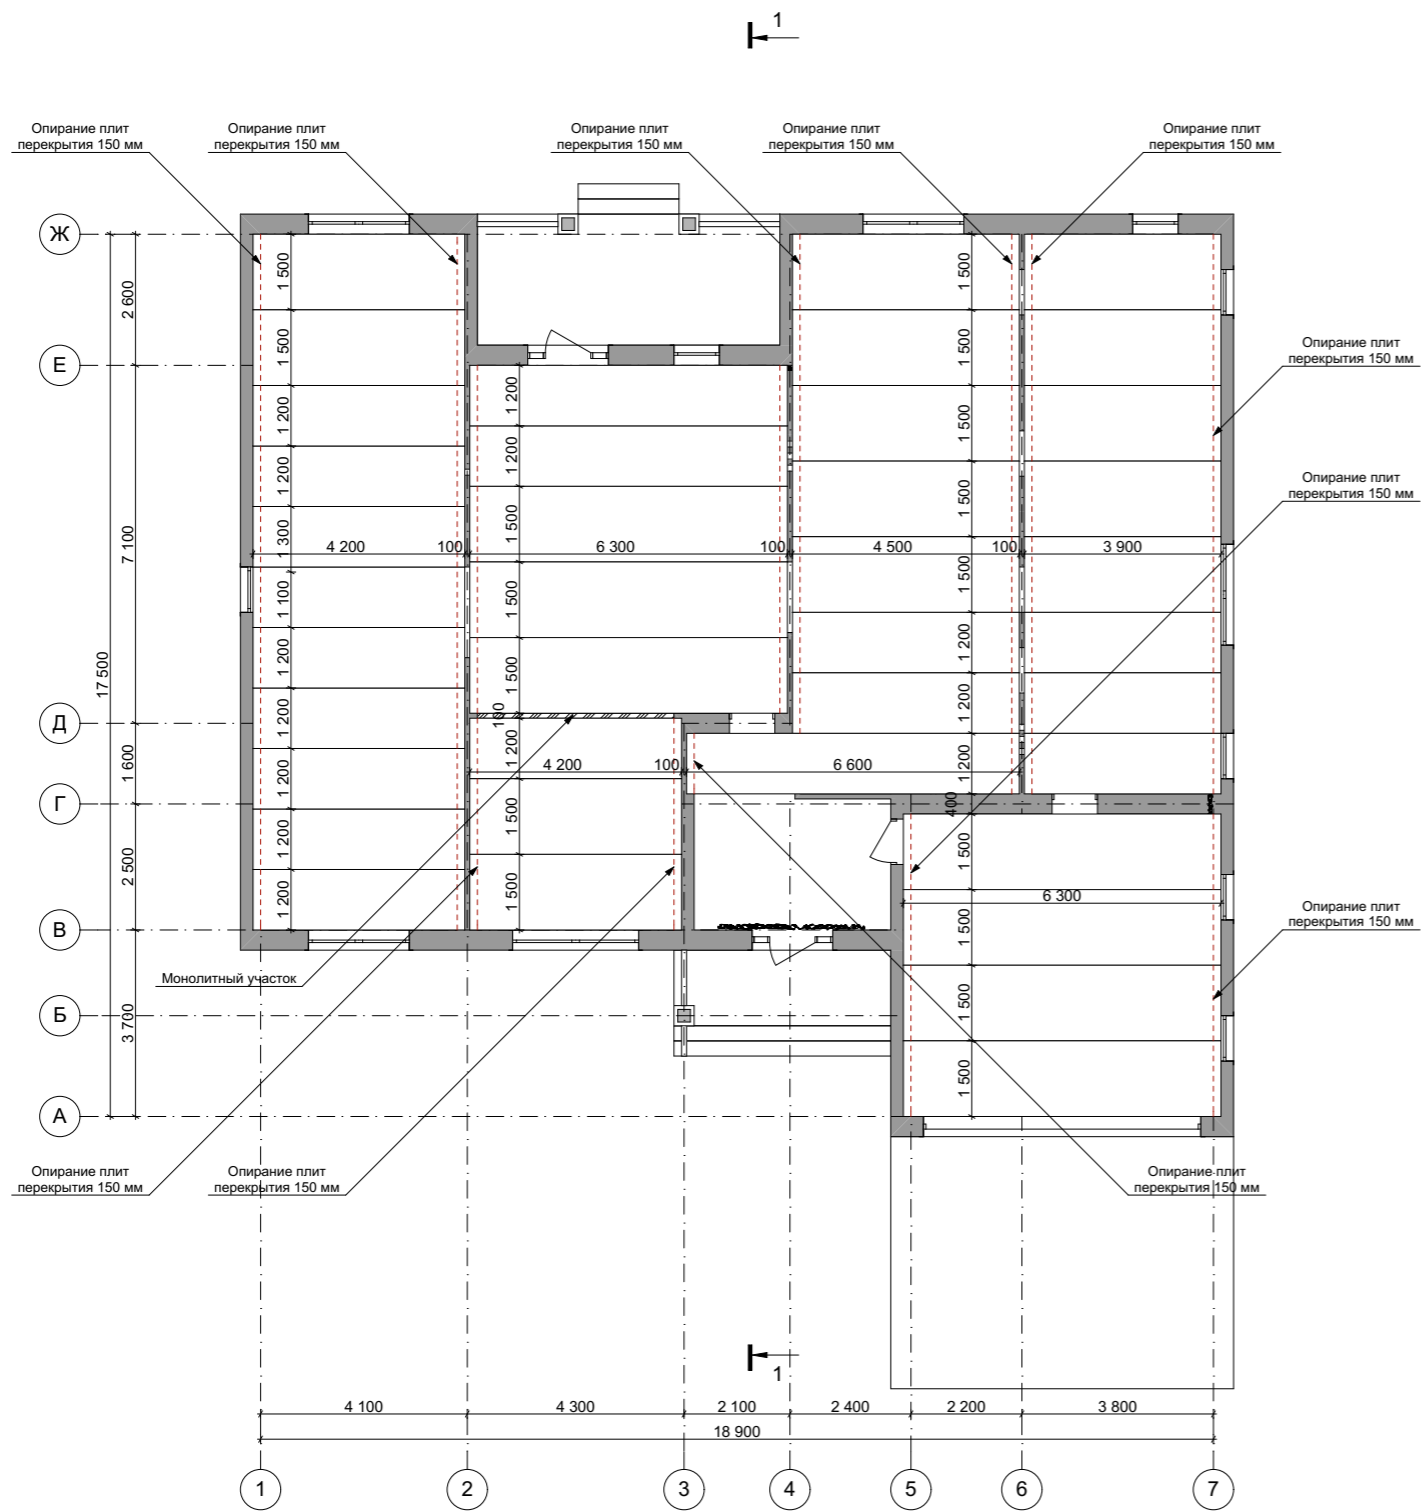 1
Опирание плит
перекрытия 150 мм
Опирание плит
перекрытия 150 мм
Опирание плит
перекрытия 150 мм
Опирание плит
перекрытия 150 мм
Опирание плит
перекрытия 150 мм
Ж
Е
Д
Г
В
Б
А
17 500
2 600
7 100
1 600
2 500
3 700
1 500
1 500
1 200
1 200
1 300
1 100
1 200
1 200
1 200
1 200
1 200
1 200
1 200
1 500
1 500
1 500
100
1 200
1 500
1 500
1 500
1 500
1 500
1 500
1 500
1 200
1 200
1 200
400
1 500
1 500
1 500
1 500
4 200
100
6 300
100
4 500
100
3 900
4 200
100
6 600
6 300
Опирание плит
перекрытия 150 мм
Опирание плит
перекрытия 150 мм
Опирание плит
перекрытия 150 мм
Монолитный участок
Опирание плит
перекрытия 150 мм
Опирание плит
перекрытия 150 мм
Опирание плит
перекрытия 150 мм
1
4 100
4 300
2 100
2 400
2 200
3 800
18 900
1
2
3
4
5
6
7